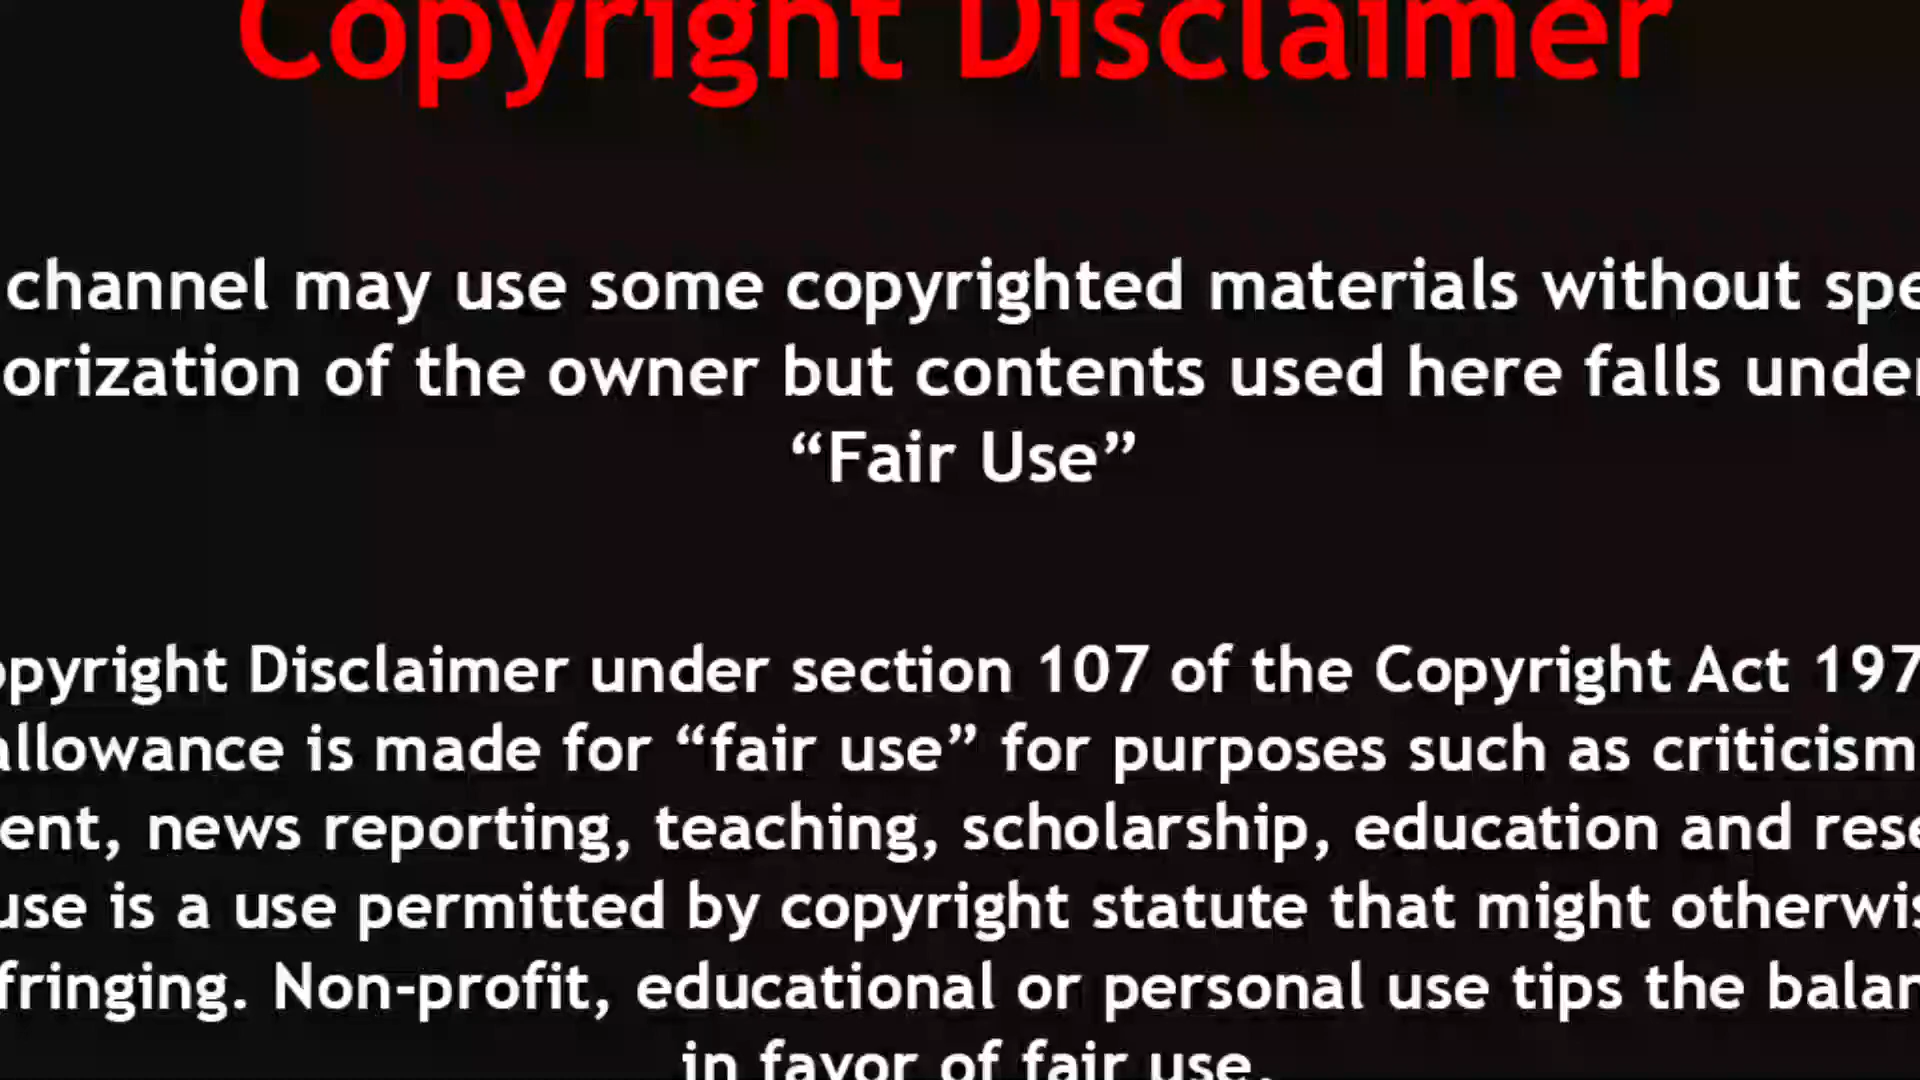 Copyright Disclaimer
channel may use some copyrighted materials without spe
orization of the owner but contents used here falls under
“Fair Use”
opyright Disclaimer under section 107 of the Copyright Act 197
allowance is made for “fair use” for purposes such as criticism
ent, news reporting, teaching, scholarship, education and rese
use is a use permitted by copyright statute that might otherwis
fringing. Non-profit, educational or personal use tips the balan
in favor of fair use.